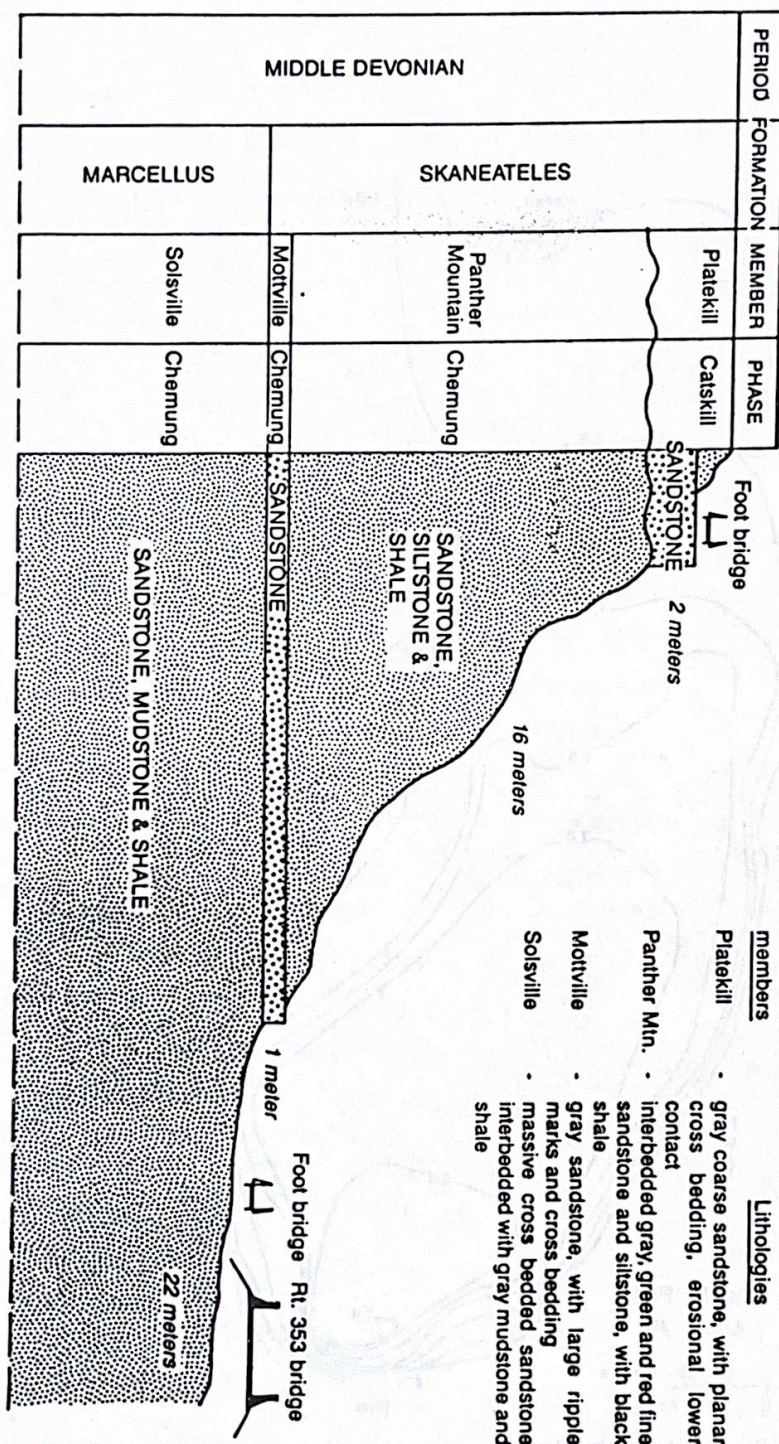 PERIOD
FORMATION
MEMBER
PHASE
MIDDLE DEVONIAN
MARCELLUS
SKANEATELES
Solsville
Mottville
Panther
Mountain
Platekill
Chemung
Chemung
Chemung
Catskill
SANDSTONE
Foot bridge
2 meters
SANDSTONE,
SILTSTONE &
SHALE
16 meters
SANDSTONE
1 meter
SANDSTONE, MUDSTONE & SHALE
22 meters
Foot bridge
Rt. 353 bridge
members Lithologies
Platekill - gray coarse sandstone, with planar
cross bedding, erosional lower
contact
Panther Mtn. - interbedded gray, green and red fine
sandstone and siltstone, with black
shale
Mottville - gray sandstone, with large ripple
marks and cross bedding
Solsville - massive cross bedded sandstone
interbedded with gray mudstone and
shale